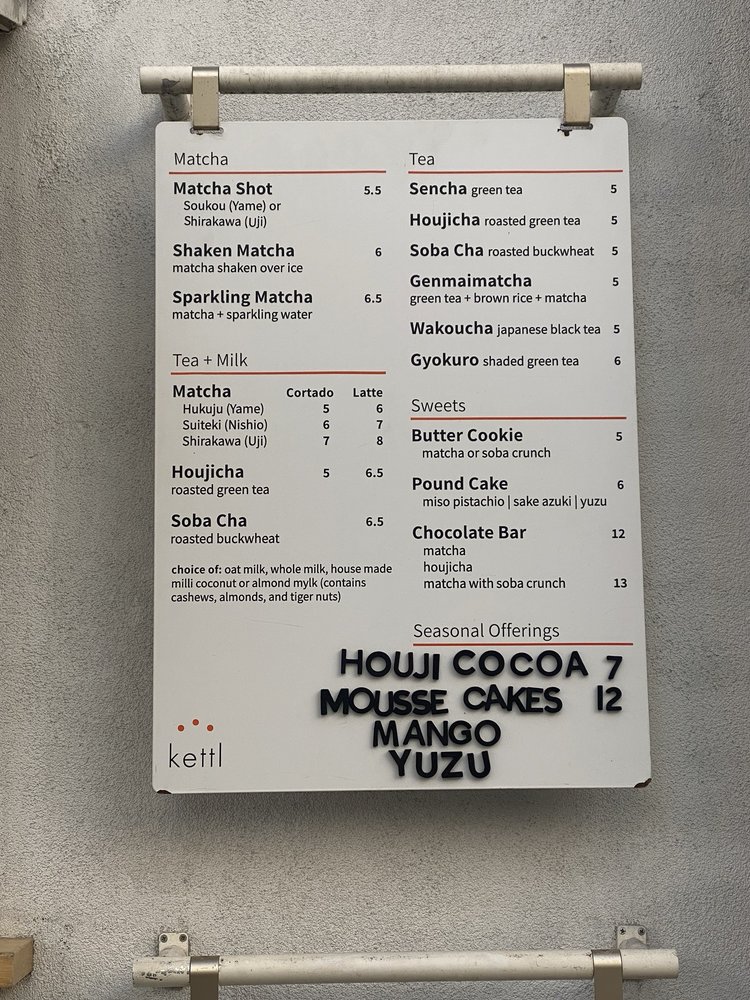 Matcha
Matcha Shot 5.5
Soukou (Yame) or
Shirakawa (Uji)
Shaken Matcha 6
matcha shaken over ice
Sparkling Matcha 6.5
matcha + sparkling water
Tea + Milk
Matcha Cortado Latte
Hukuju (Yame) 5 6
Suiteki (Nishio) 6 7
Shirakawa (Uji) 7 8
Houjicha 5 6.5
roasted green tea
Soba Cha 6.5
roasted buckwheat
choice of: oat milk, whole milk, house made
milli coconut or almond mylk (contains
cashews, almonds, and tiger nuts)
Tea
Sencha green tea 5
Houjicha roasted green tea 5
Soba Cha roasted buckwheat 5
Genmaimatcha 5
green tea + brown rice + matcha
Wakoucha japanese black tea 5
Gyokuro shaded green tea 6
Sweets
Butter Cookie 5
matcha or soba crunch
Pound Cake 6
miso pistachio | sake azuki | yuzu
Chocolate Bar 12
matcha
houjicha
matcha with soba crunch 13
Seasonal Offerings
HOUJI COCOA 7
MOUSSE CAKES 12
MANGO
YUZU
kettl